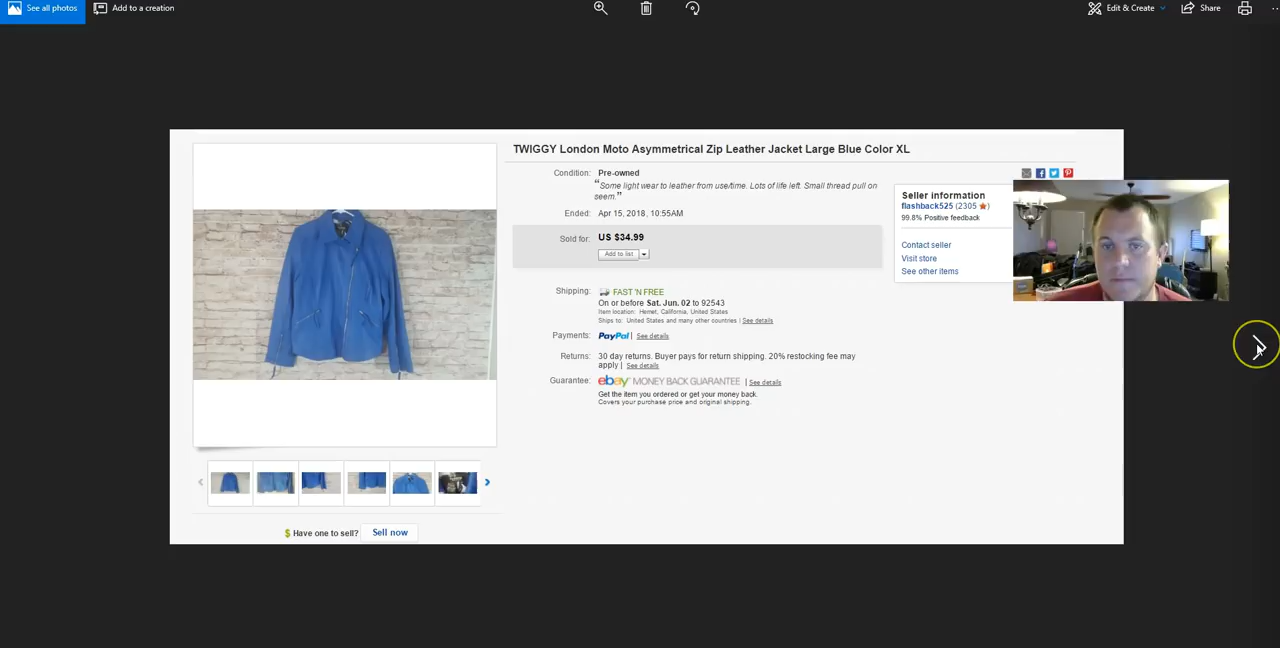 See all photos
Add to a creation
Edit & Create
Share
TWIGGY London Moto Asymmetrical Zip Leather Jacket Large Blue Color XL
Condition: Pre-owned
“Some light wear to leather from use/time. Lots of life left. Small thread pull on
seem.”
Ended: Apr 15, 2018, 10:55AM
Sold for: US $34.99
Add to list
Shipping: FAST 'N FREE
On or before Sat. Jun. 02 to 92543
Item location: Hemet, California, United States
Ships to: United States and many other countries | See details
Payments: PayPal | See details
Returns: 30 day returns. Buyer pays for return shipping. 20% restocking fee may
apply | See details
Guarantee: ebay MONEY BACK GUARANTEE | See details
Get the item you ordered or get your money back.
Covers your purchase price and original shipping.
Seller information
flashback525 (2305 ★)
99.8% Positive feedback
Contact seller
Visit store
See other items
$ Have one to sell? Sell now